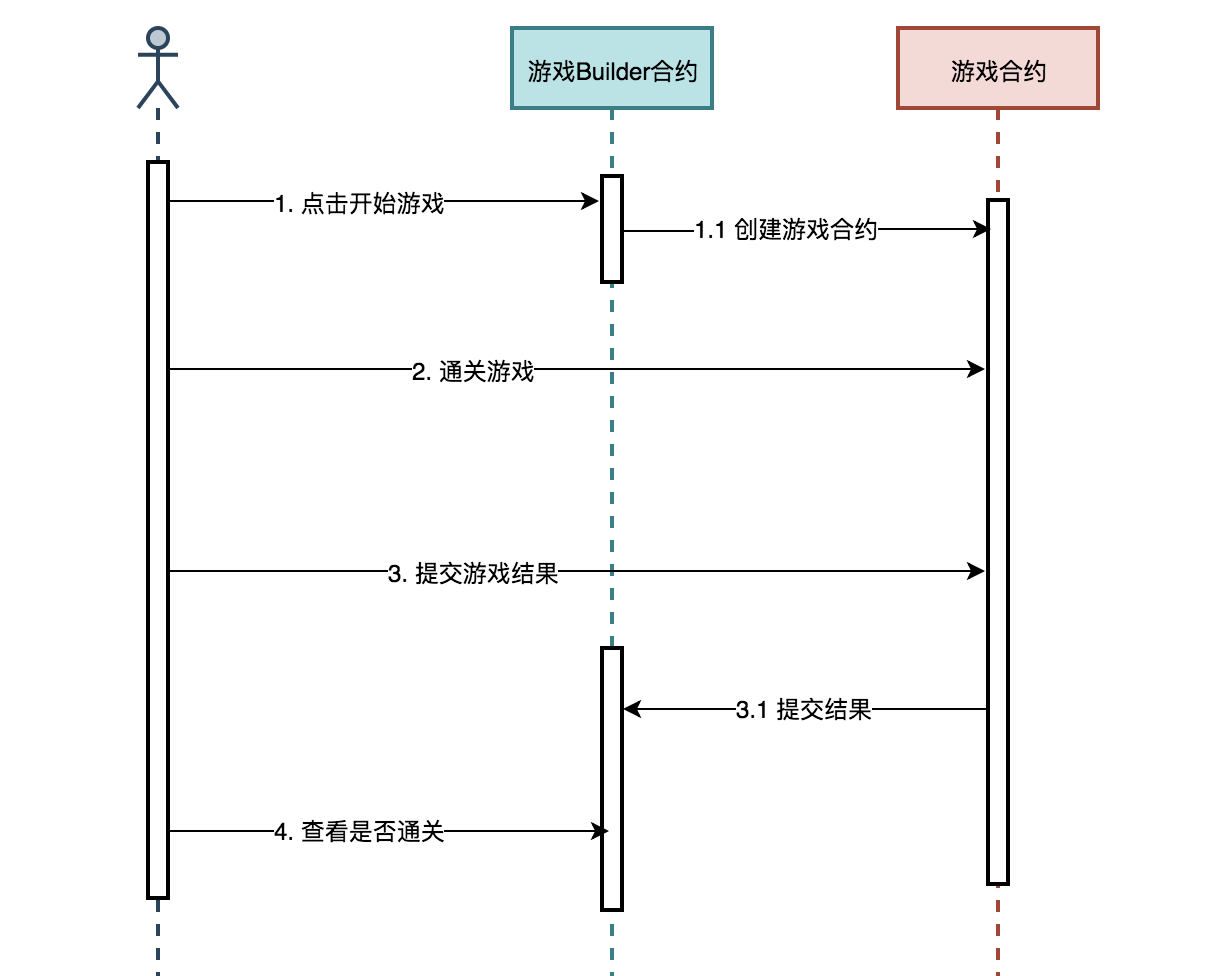 游戏Builder合约
游戏合约
1. 点击开始游戏
1.1 创建游戏合约
2. 通关游戏
3. 提交游戏结果
3.1 提交结果
4. 查看是否通关